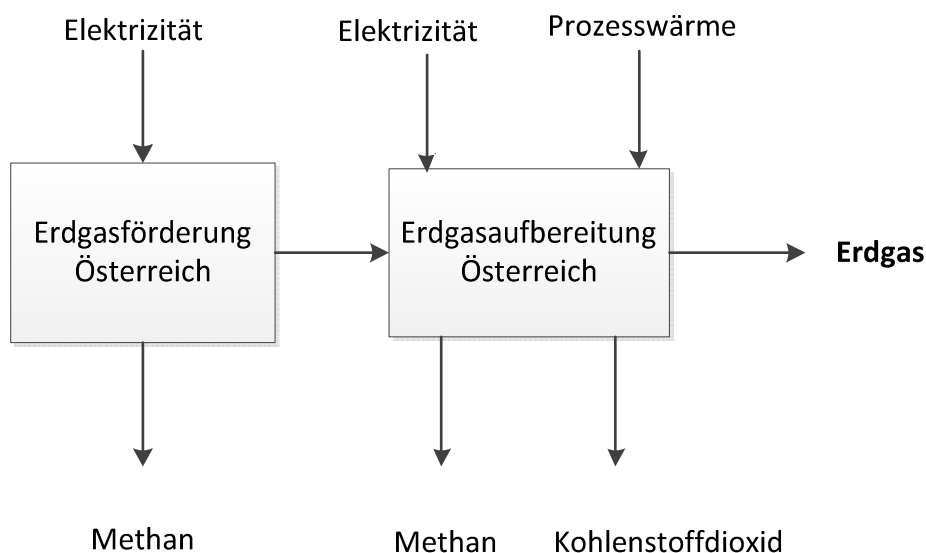 Elektrizität
Elektrizität
Prozesswärme
Erdgasförderung
Österreich
Erdgasaufbereitung
Österreich
Erdgas
Methan
Methan
Kohlenstoffdioxid